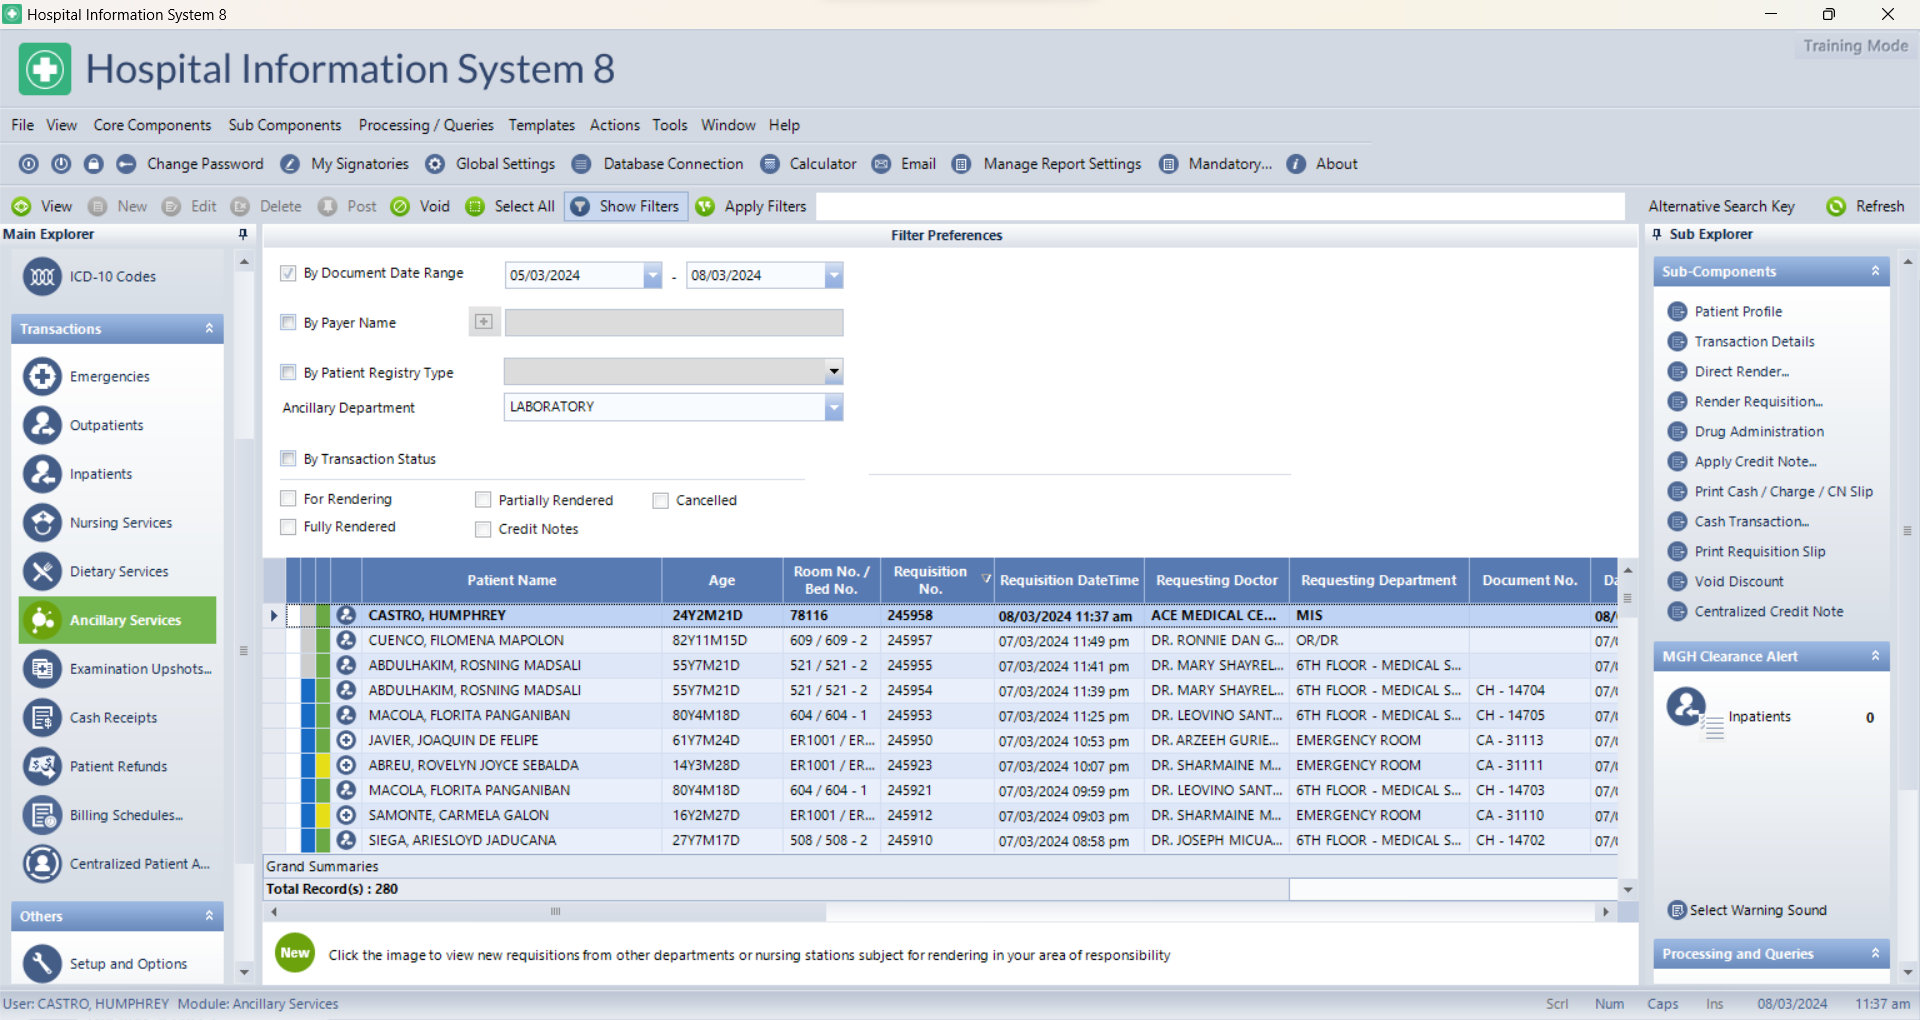 Hospital Information System 8
Hospital Information System 8
Training Mode
File View Core Components Sub Components Processing / Queries Templates Actions Tools Window Help
Change Password My Signatories Global Settings Database Connection Calculator Email Manage Report Settings Mandatory... About
View New Edit Delete Post Void Select All Show Filters Apply Filters Alternative Search Key Refresh
Main Explorer
ICD-10 Codes
Transactions
Emergencies
Outpatients
Inpatients
Nursing Services
Dietary Services
Ancillary Services
Examination Upshots...
Cash Receipts
Patient Refunds
Billing Schedules...
Centralized Patient A...
Others
Setup and Options
Filter Preferences
By Document Date Range 05/03/2024 - 08/03/2024
By Payer Name
By Patient Registry Type
Ancillary Department LABORATORY
By Transaction Status
For Rendering Partially Rendered Cancelled
Fully Rendered Credit Notes
Patient Name Age Room No. / Bed No. Requisition No. Requisition DateTime Requesting Doctor Requesting Department Document No. Da
CASTRO, HUMPHREY 24Y2M21D 78116 245958 08/03/2024 11:37 am ACE MEDICAL CE... MIS 08/
CUENCO, FILOMENA MAPOLON 82Y11M15D 609 / 609 - 2 245957 07/03/2024 11:49 pm DR. RONNIE DAN G... OR/DR 07/
ABDULHAKIM, ROSNING MADSALI 55Y7M21D 521 / 521 - 2 245955 07/03/2024 11:41 pm DR. MARY SHAYREL... 6TH FLOOR - MEDICAL S... 07/
ABDULHAKIM, ROSNING MADSALI 55Y7M21D 521 / 521 - 2 245954 07/03/2024 11:39 pm DR. MARY SHAYREL... 6TH FLOOR - MEDICAL S... CH - 14704 07/
MACOLA, FLORITA PANGANIBAN 80Y4M18D 604 / 604 - 1 245953 07/03/2024 11:25 pm DR. LEOVINO SANT... 6TH FLOOR - MEDICAL S... CH - 14705 07/
JAVIER, JOAQUIN DE FELIPE 61Y7M24D ER1001 / ER... 245950 07/03/2024 10:53 pm DR. ARZEEH GURIE... EMERGENCY ROOM CA - 31113 07/
ABREU, ROVELYN JOYCE SEBALDA 14Y3M28D ER1001 / ER... 245923 07/03/2024 10:07 pm DR. SHARMAINE M... EMERGENCY ROOM CA - 31111 07/
MACOLA, FLORITA PANGANIBAN 80Y4M18D 604 / 604 - 1 245921 07/03/2024 09:59 pm DR. LEOVINO SANT... 6TH FLOOR - MEDICAL S... CH - 14703 07/
SAMONTE, CARMELA GALON 16Y2M27D ER1001 / ER... 245912 07/03/2024 09:03 pm DR. SHARMAINE M... EMERGENCY ROOM CA - 31110 07/
SIEGA, ARIESLOYD JADUCANA 27Y7M17D 508 / 508 - 2 245910 07/03/2024 08:58 pm DR. JOSEPH MICUA... 6TH FLOOR - MEDICAL S... CH - 14702 07/
Grand Summaries
Total Record(s) : 280
New Click the image to view new requisitions from other departments or nursing stations subject for rendering in your area of responsibility
Sub Explorer
Sub-Components
Patient Profile
Transaction Details
Direct Render...
Render Requisition...
Drug Administration
Apply Credit Note...
Print Cash / Charge / CN Slip
Cash Transaction...
Print Requisition Slip
Void Discount
Centralized Credit Note
MGH Clearance Alert
Inpatients 0
Select Warning Sound
Processing and Queries
User: CASTRO, HUMPHREY Module: Ancillary Services Scrl Num Caps Ins 08/03/2024 11:37 am